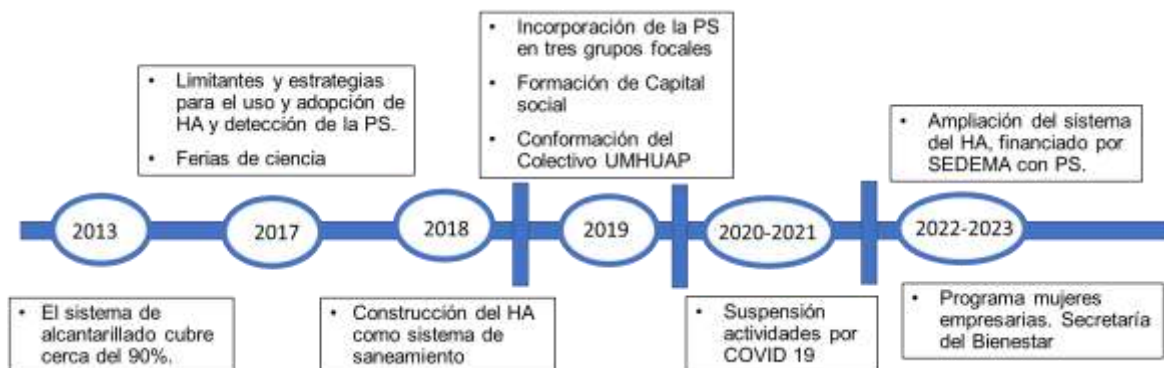 • Incorporación de la PS
en tres grupos focales
• Formación de Capital
social
• Conformación del
Colectivo UMHUAP
• Limitantes y estrategias
para el uso y adopción de
HA y detección de la PS.
• Ferias de ciencia
• Ampliación del sistema
del HA, financiado por
SEDEMA con PS.
2013
2017
2018
2019
2020-2021
2022-2023
• El sistema de
alcantarillado cubre
cerca del 90%.
• Construcción del HA
como sistema de
saneamiento
• Suspensión
actividades por
COVID 19
• Programa mujeres
empresarias. Secretaría
del Bienestar